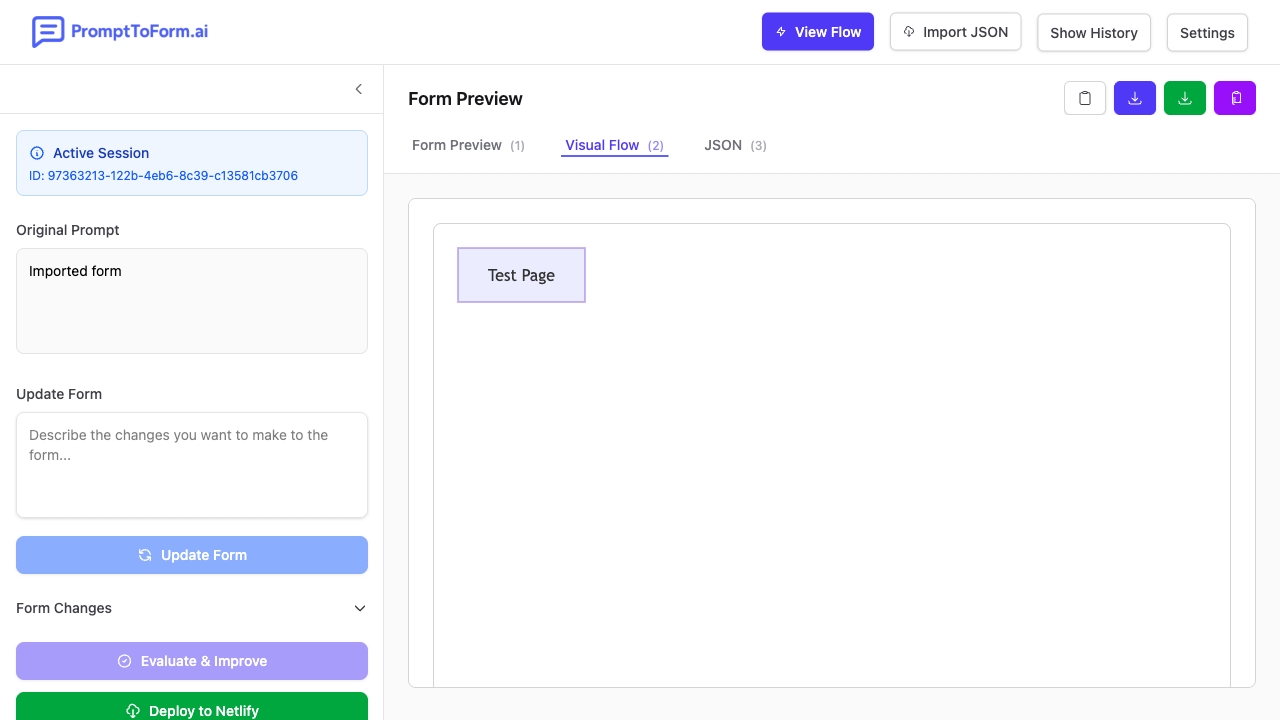 PromptToForm.ai
View Flow
Import JSON
Show History
Settings
Active Session
ID: 97363213-122b-4eb6-8c39-c13581cb3706
Original Prompt
Imported form
Update Form
Describe the changes you want to make to the
form...
Update Form
Form Changes
Evaluate & Improve
Deploy to Netlify
Form Preview
Form Preview (1)
Visual Flow (2)
JSON (3)
Test Page